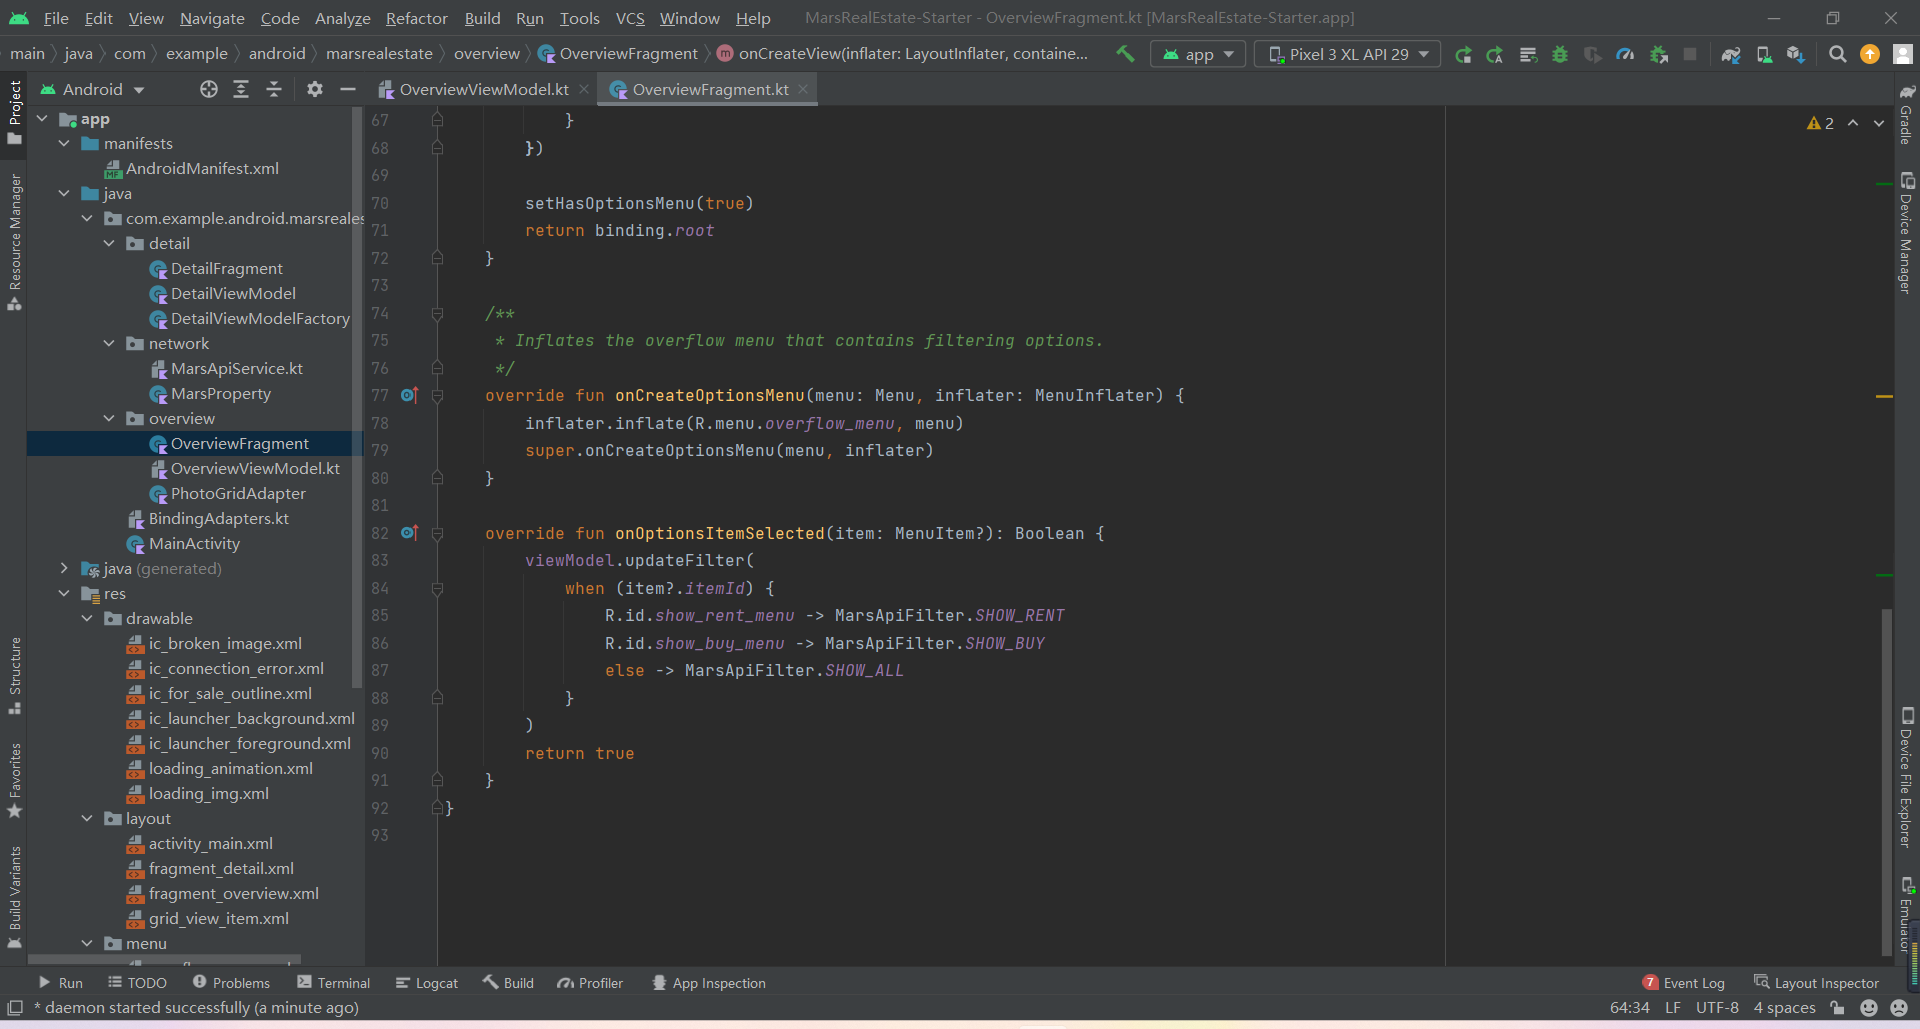 File Edit View Navigate Code Analyze Refactor Build Run Tools VCS Window Help MarsRealEstate-Starter - OverviewFragment.kt [MarsRealEstate-Starter.app]
main java com example android marsrealestate overview OverviewFragment m onCreateView(inflater: LayoutInflater, containe... app Pixel 3 XL API 29
Android OverviewViewModel.kt OverviewFragment.kt
Project
Resource Manager
Structure
Favorites
Build Variants
app
manifests
AndroidManifest.xml
java
com.example.android.marsreales
detail
DetailFragment
DetailViewModel
DetailViewModelFactory
network
MarsApiService.kt
MarsProperty
overview
OverviewFragment
OverviewViewModel.kt
PhotoGridAdapter
BindingAdapters.kt
MainActivity
java (generated)
res
drawable
ic_broken_image.xml
ic_connection_error.xml
ic_for_sale_outline.xml
ic_launcher_background.xml
ic_launcher_foreground.xml
loading_animation.xml
loading_img.xml
layout
activity_main.xml
fragment_detail.xml
fragment_overview.xml
grid_view_item.xml
menu
67 }
68 })
69
70 setHasOptionsMenu(true)
71 return binding.root
72 }
73
74 /**
75 * Inflates the overflow menu that contains filtering options.
76 */
77 override fun onCreateOptionsMenu(menu: Menu, inflater: MenuInflater) {
78 inflater.inflate(R.menu.overflow_menu, menu)
79 super.onCreateOptionsMenu(menu, inflater)
80 }
81
82 override fun onOptionsItemSelected(item: MenuItem?): Boolean {
83 viewModel.updateFilter(
84 when (item?.itemId) {
85 R.id.show_rent_menu -> MarsApiFilter.SHOW_RENT
86 R.id.show_buy_menu -> MarsApiFilter.SHOW_BUY
87 else -> MarsApiFilter.SHOW_ALL
88 }
89 )
90 return true
91 }
92 }
93
2
Gradle
Device Manager
Device File Explorer
Emulator
Run TODO Problems Terminal Logcat Build Profiler App Inspection 7 Event Log Layout Inspector
* daemon started successfully (a minute ago) 64:34 LF UTF-8 4 spaces